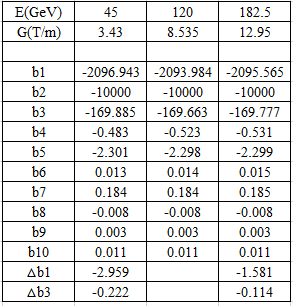 E(GeV) 45 120 182.5
G(T/m) 3.43 8.535 12.95
b1 -2096.943 -2093.984 -2095.565
b2 -10000 -10000 -10000
b3 -169.885 -169.663 -169.777
b4 -0.483 -0.523 -0.531
b5 -2.301 -2.298 -2.299
b6 0.013 0.014 0.015
b7 0.184 0.184 0.185
b8 -0.008 -0.008 -0.008
b9 0.003 0.003 0.003
b10 0.011 0.011 0.011
△b1 -2.959 -1.581
△b3 -0.222 -0.114